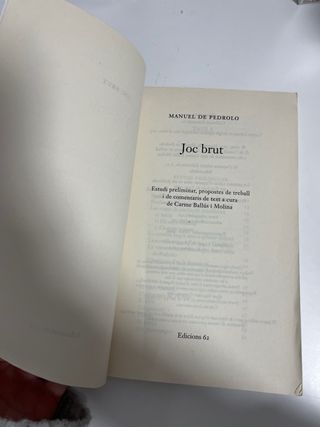 MANUEL DE PEDROLO
Joc brut
Estudi preliminar, propostes de treball
i de comentaris de text a cura
de Carme Ballús i Molina
Edicions 62